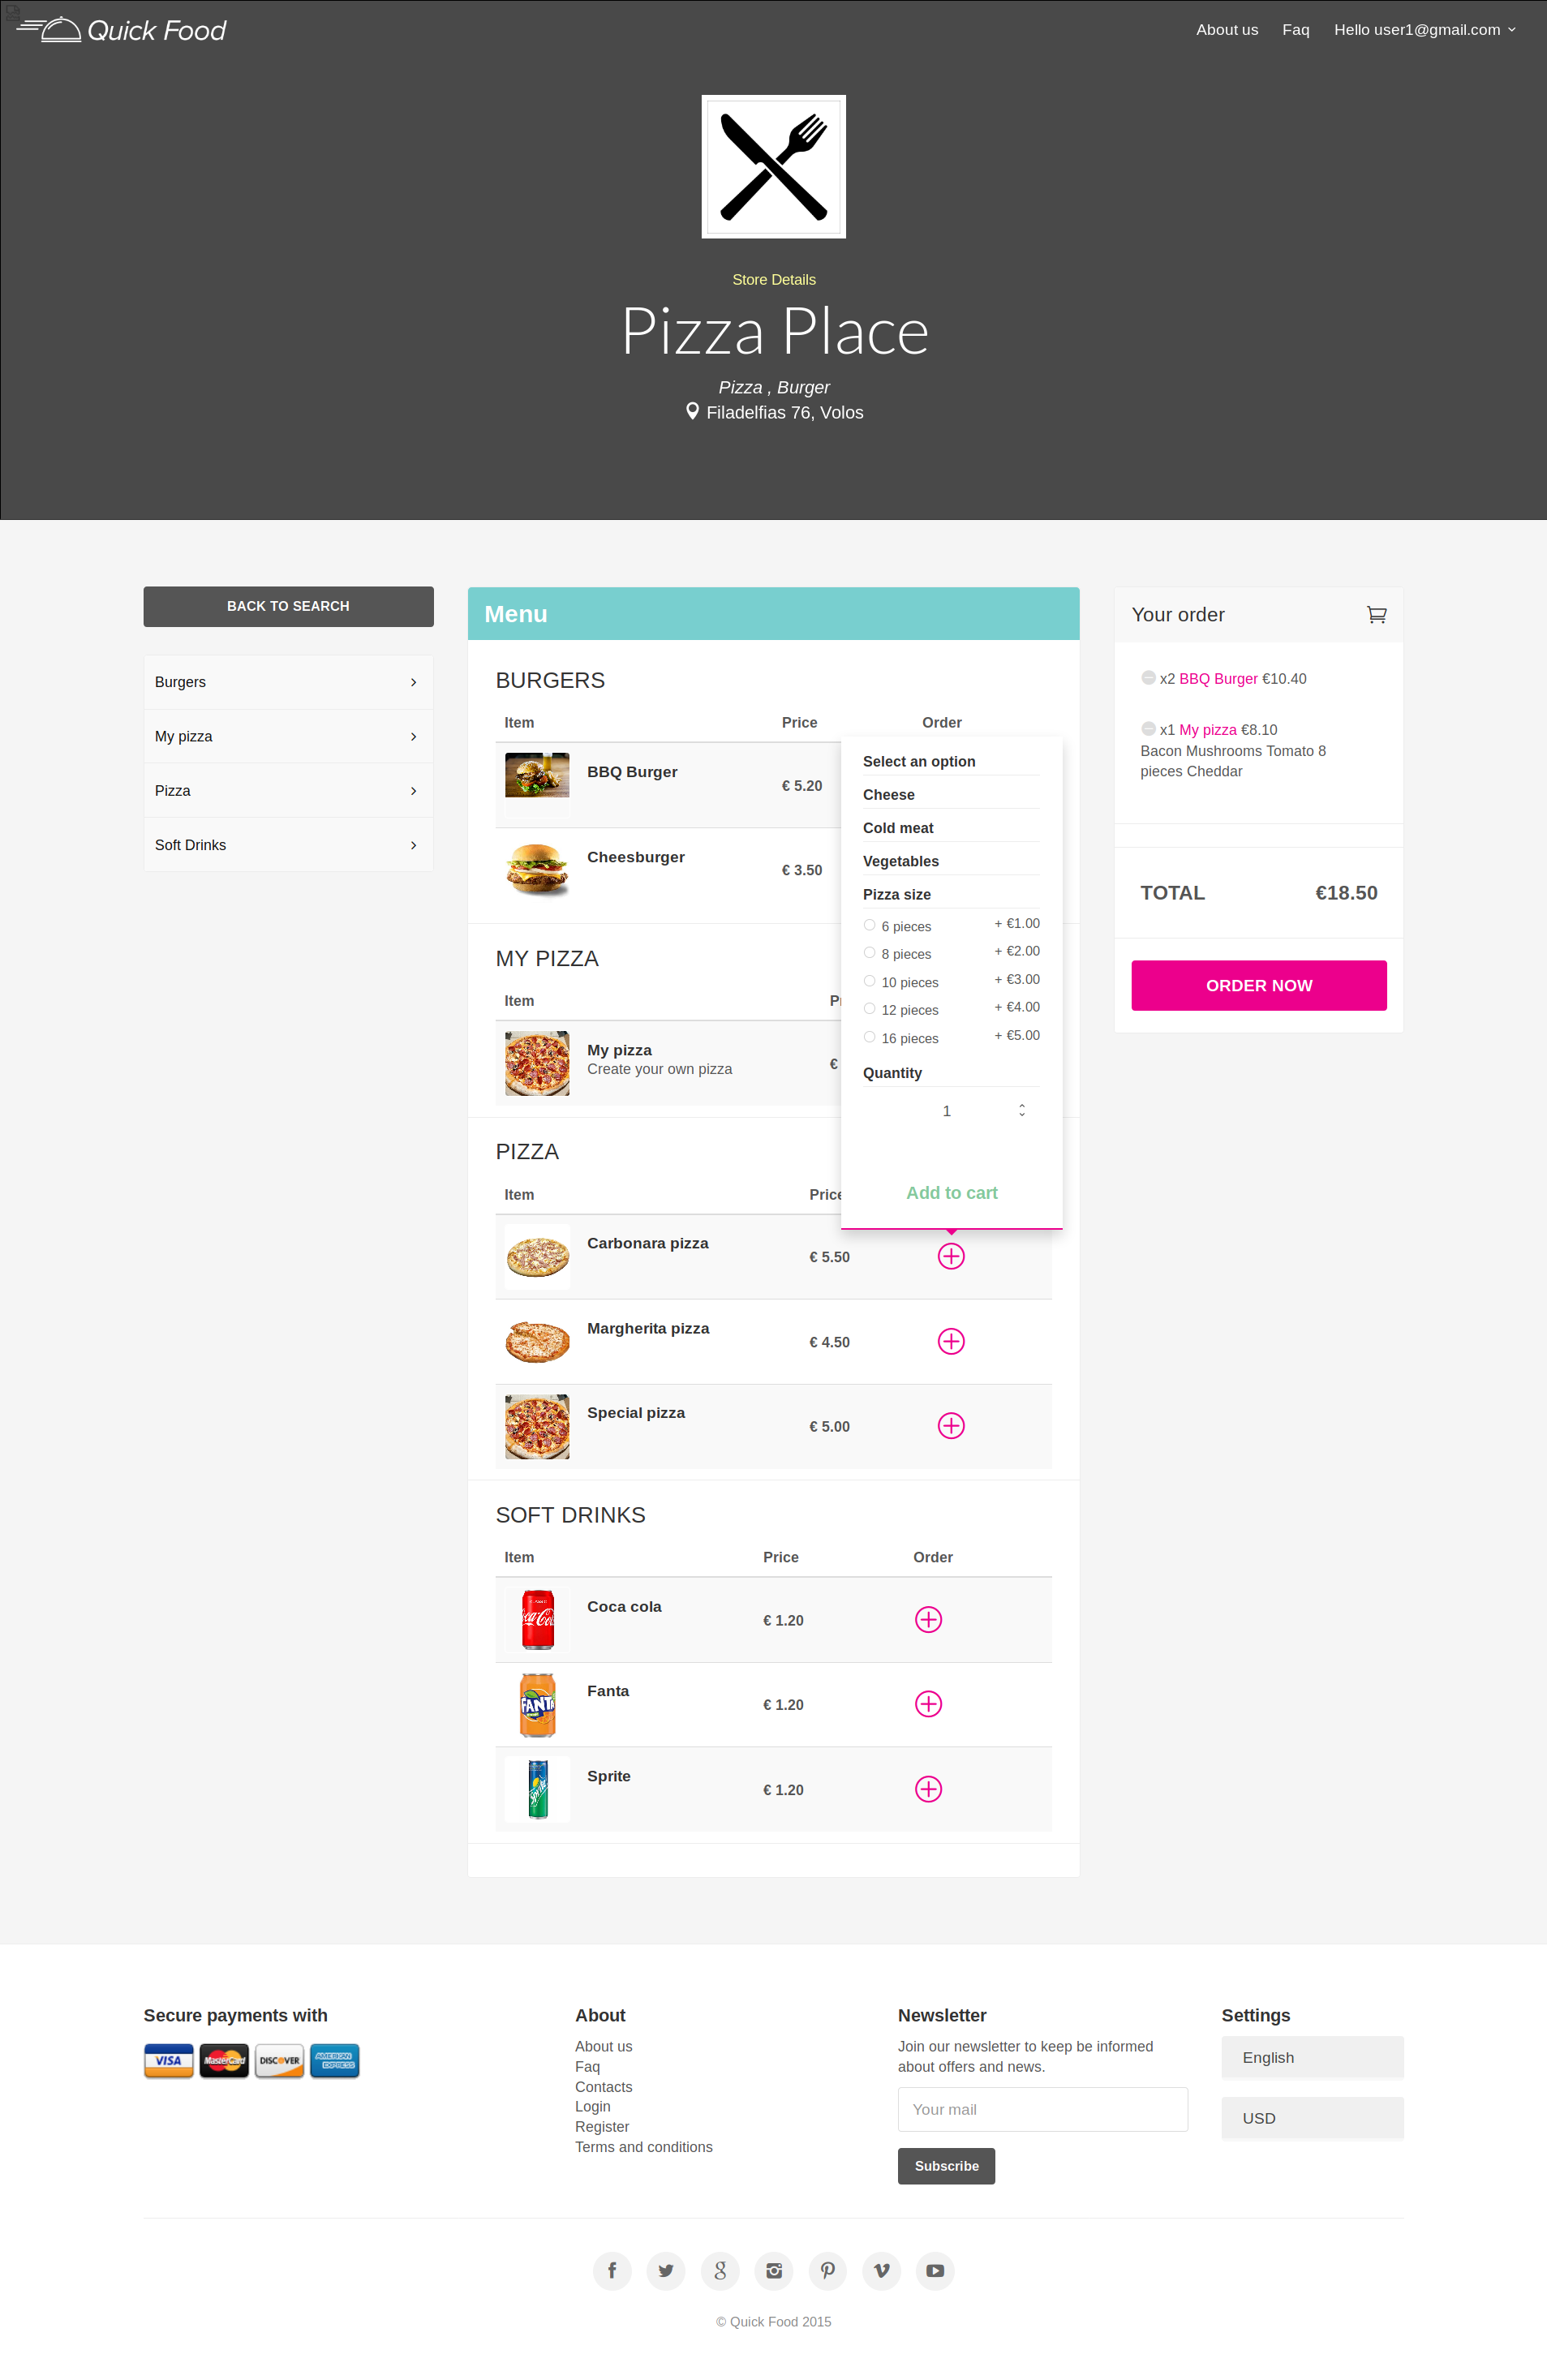 Quick Food
About us
Faq
Hello user1@gmail.com
Store Details
Pizza Place
Pizza , Burger
Filadelfias 76, Volos
BACK TO SEARCH
Burgers
My pizza
Pizza
Soft Drinks
Menu
BURGERS
Item Price Order
BBQ Burger
€ 5.20
Cheesburger
€ 3.50
MY PIZZA
Item
My pizza
Create your own pizza
€
PIZZA
Item Price
Carbonara pizza
€ 5.50
Margherita pizza
€ 4.50
Special pizza
€ 5.00
SOFT DRINKS
Item Price Order
Coca cola
€ 1.20
Fanta
€ 1.20
Sprite
€ 1.20
Select an option
Cheese
Cold meat
Vegetables
Pizza size
6 pieces + €1.00
8 pieces + €2.00
10 pieces + €3.00
12 pieces + €4.00
16 pieces + €5.00
Quantity
1
Add to cart
Your order
x2 BBQ Burger €10.40
x1 My pizza €8.10
Bacon Mushrooms Tomato 8
pieces Cheddar
TOTAL €18.50
ORDER NOW
Secure payments with
VISA
MasterCard
DISCOVER
AMERICAN
EXPRESS
About
About us
Faq
Contacts
Login
Register
Terms and conditions
Newsletter
Join our newsletter to keep be informed
about offers and news.
Your mail
Subscribe
Settings
English
USD
© Quick Food 2015